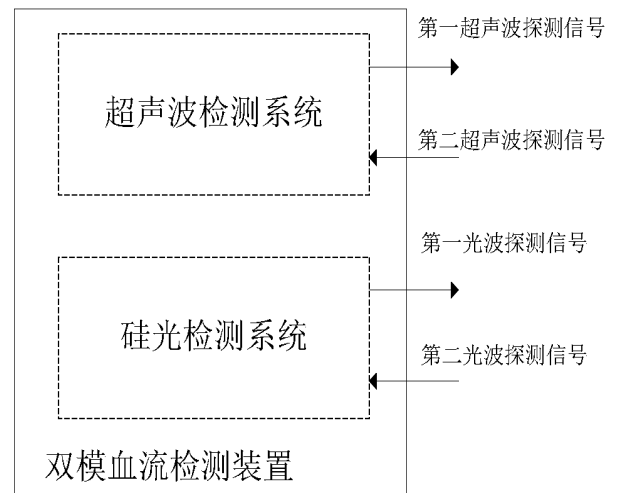 第一超声波探测信号
超声波检测系统
第二超声波探测信号
第一光波探测信号
硅光检测系统
第二光波探测信号
双模血流检测装置